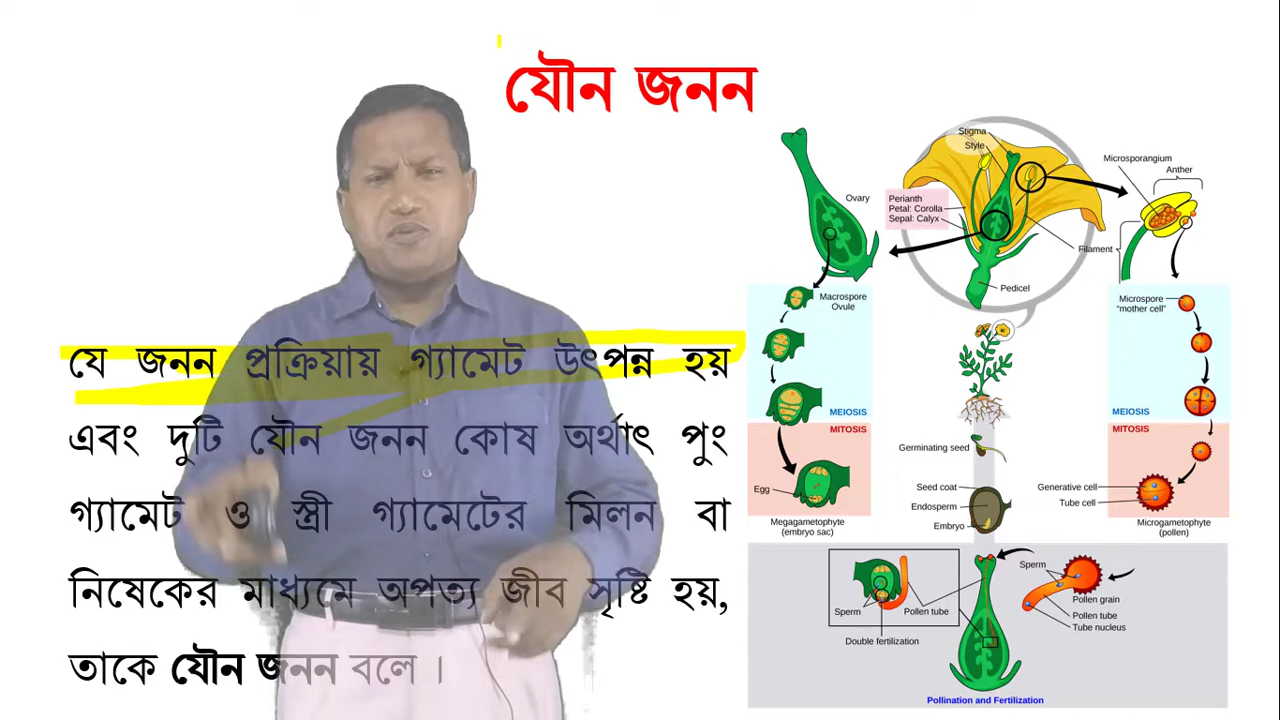 যৌন জনন
যে জনন প্রক্রিয়ায় গ্যামেট উৎপন্ন হয়
এবং দুটি যৌন জনন কোষ অর্থাৎ পুং
গ্যামেট ও স্ত্রী গ্যামেটের মিলন বা
নিষেকের মাধ্যমে অপত্য জীব সৃষ্টি হয়,
তাকে যৌন জনন বলে ।
Stigma
Style
Ovary
Perianth
Petal: Corolla
Sepal: Calyx
Microsporangium
Anther
Filament
Pedicel
Macrospore
Ovule
Microspore
"mother cell"
MEIOSIS
MITOSIS
MEIOSIS
MITOSIS
Egg
Megagametophyte
(embryo sac)
Germinating seed
Seed coat
Endosperm
Embryo
Generative cell
Tube cell
Microgametophyte
(pollen)
Sperm
Pollen tube
Double fertilization
Sperm
Pollen grain
Pollen tube
Tube nucleus
Pollination and Fertilization